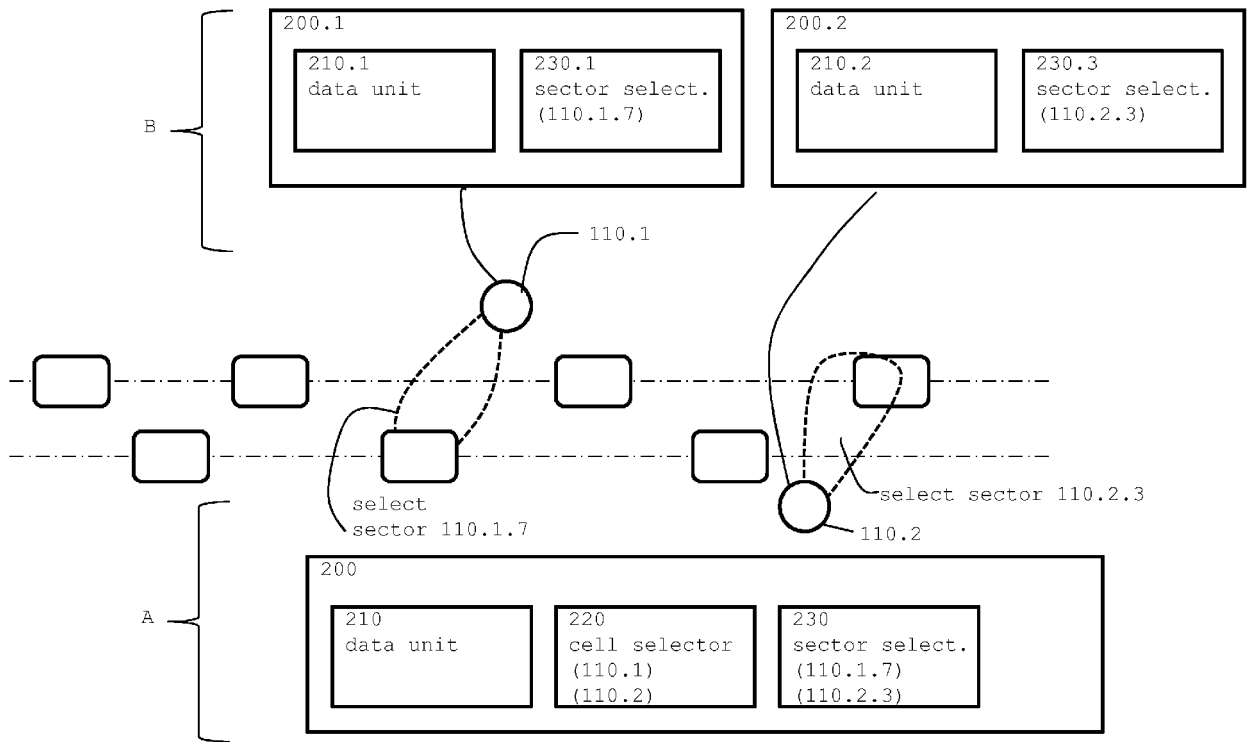 200.1
210.1
data unit
230.1
sector select.
(110.1.7)
200.2
210.2
data unit
230.3
sector select.
(110.2.3)
B
110.1
select
sector 110.1.7
select sector 110.2.3
110.2
A
200
210
data unit
220
cell selector
(110.1)
(110.2)
230
sector select.
(110.1.7)
(110.2.3)